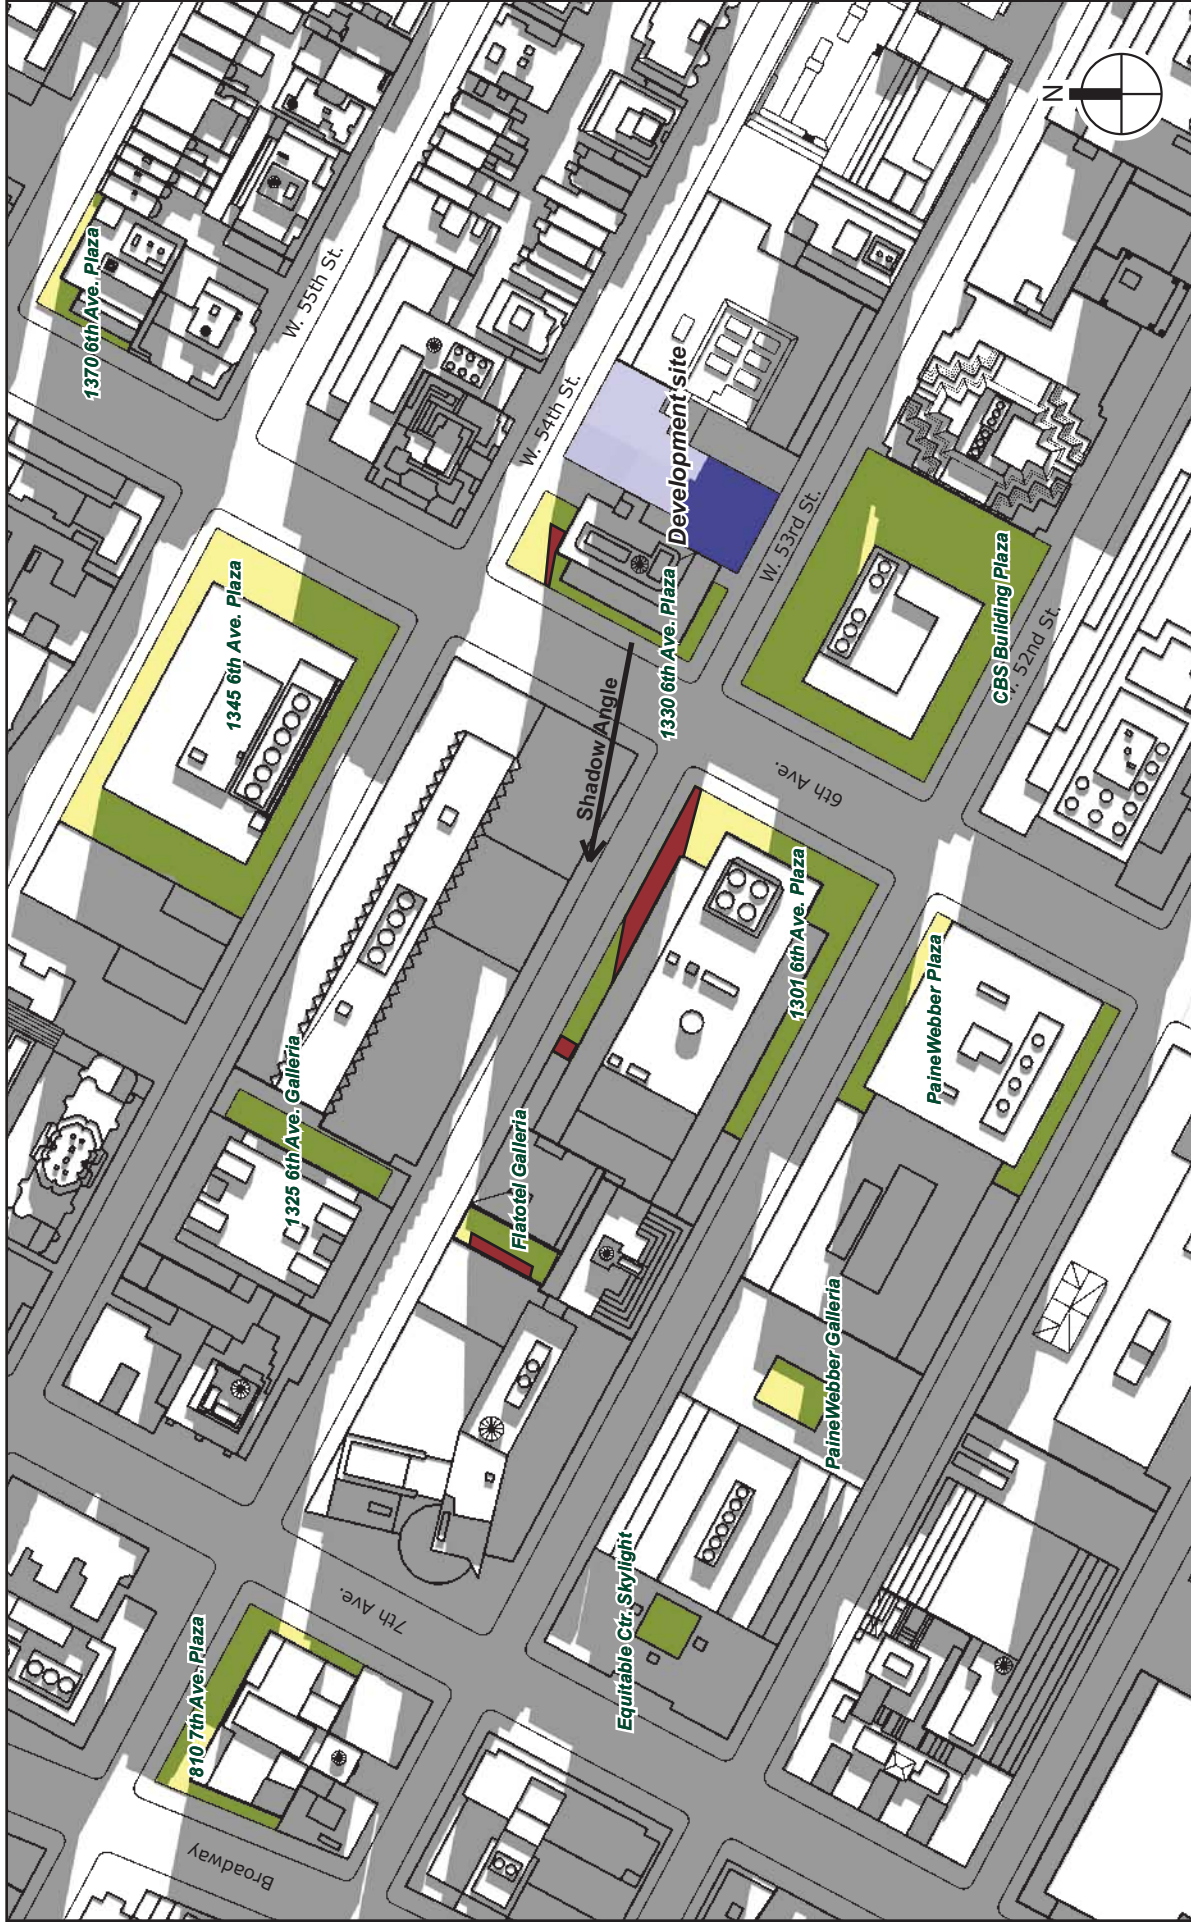 N
1370 6th Ave. Plaza
W. 55th St.
W. 54th St.
Development site
W. 53rd St.
1345 6th Ave. Plaza
1330 6th Ave. Plaza
CBS Building Plaza
W. 52nd St.
Shadow Angle
6th Ave.
1301 6th Ave. Plaza
PaineWebber Plaza
1325 6th Ave. Galleria
Flatotel Galleria
PaineWebber Galleria
Equitable Ctr. Skylight
7th Ave.
810 7th Ave. Plaza
Broadway